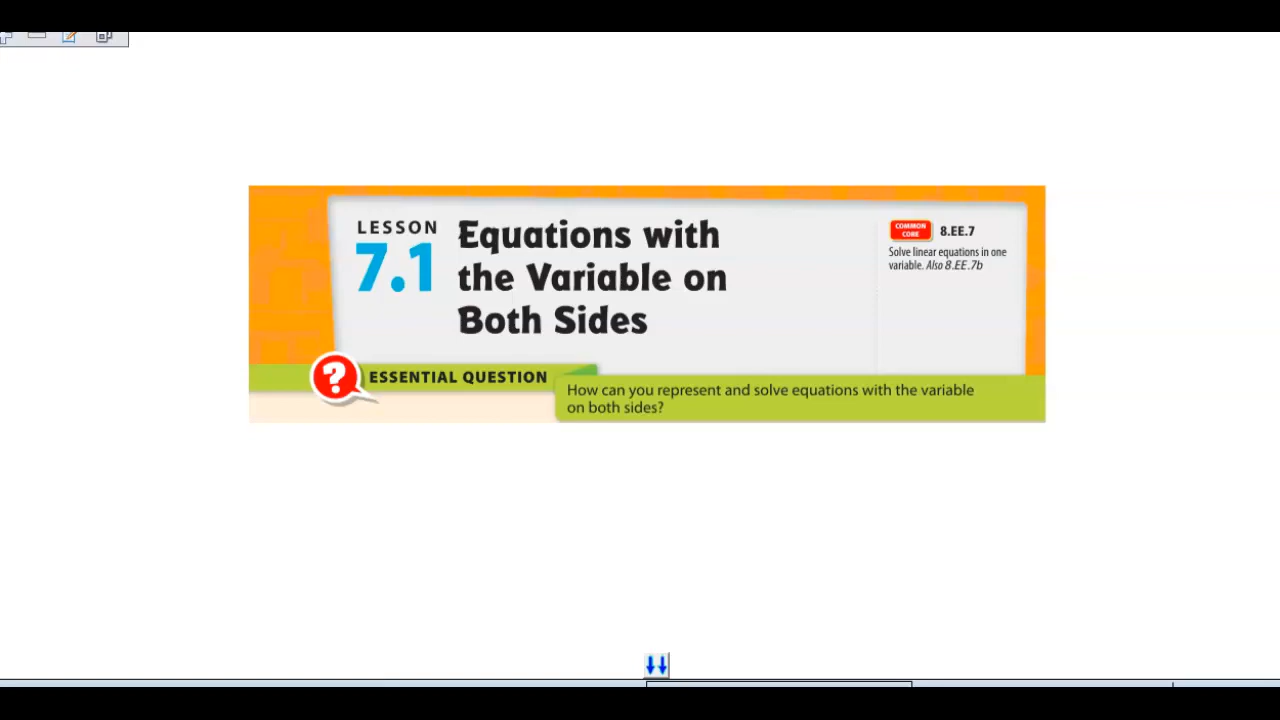 LESSON
7.1
Equations with
the Variable on
Both Sides
COMMON
CORE
8.EE.7
Solve linear equations in one
variable. Also 8.EE.7b
?
ESSENTIAL QUESTION
How can you represent and solve equations with the variable
on both sides?